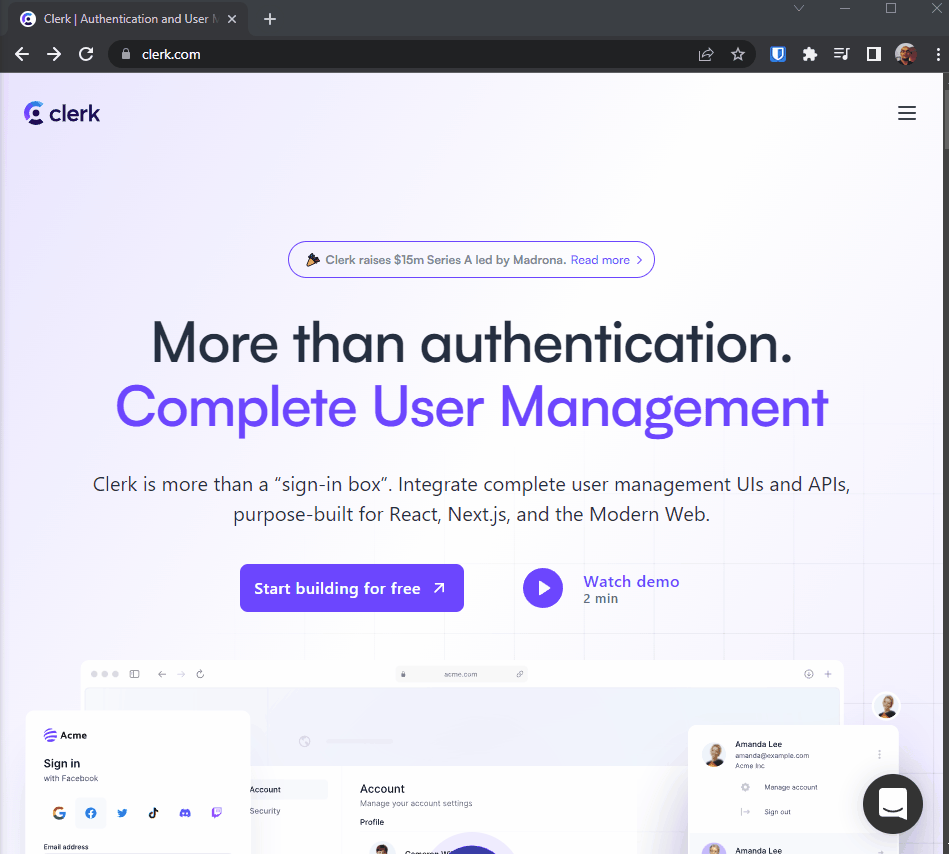 Clerk | Authentication and User M
clerk.com
clerk
Clerk raises $15m Series A led by Madrona. Read more
More than authentication.
Complete User Management
Clerk is more than a “sign-in box”. Integrate complete user management UIs and APIs,
purpose-built for React, Next.js, and the Modern Web.
Start building for free
Watch demo
2 min
acme.com
Acme
Sign in
with Facebook
Email address
Account
Security
Account
Manage your account settings
Profile
Amanda Lee
amanda@example.com
Acme Inc
Manage account
Sign out
Amanda Lee